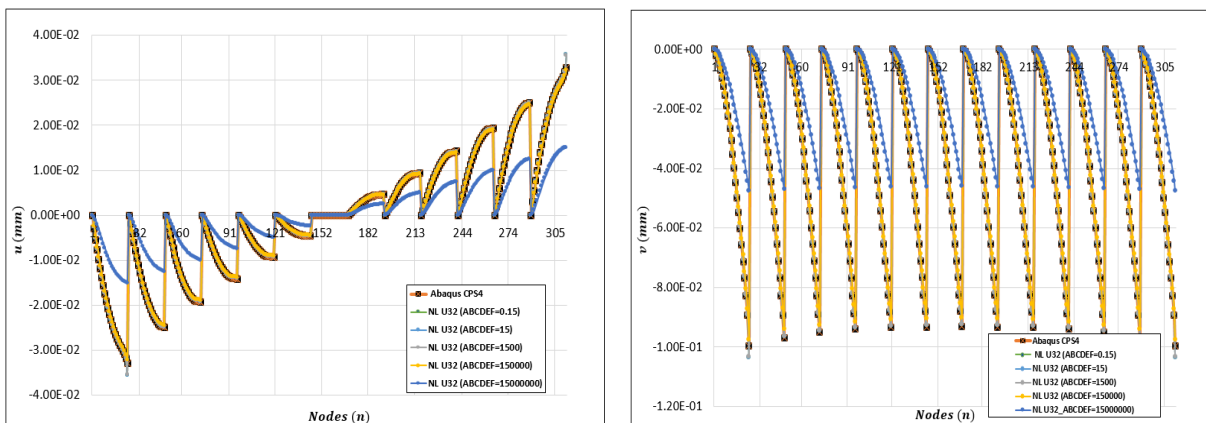 4.00E-02
3.00E-02
2.00E-02
1.00E-02
0.00E+00
-1.00E-02
-2.00E-02
-3.00E-02
-4.00E-02
u (mm)
1 32 60 91 121 152 182 213 244 274 305
Abaqus CPS4
NL U32 (ABCDEF=0.15)
NL U32 (ABCDEF=15)
NL U32 (ABCDEF=1500)
NL U32 (ABCDEF=150000)
NL U32 (ABCDEF=15000000)
Nodes (n)
0.00E+00
-2.00E-02
-4.00E-02
-6.00E-02
-8.00E-02
-1.00E-01
-1.20E-01
v (mm)
1 32 60 91 121 152 182 213 244 274 305
Abaqus CPS4
NL U32 (ABCDEF=0.15)
NL U32 (ABCDEF=15)
NL U32 (ABCDEF=1500)
NL U32 (ABCDEF=150000)
NL U32_ABCDEF=15000000)
Nodes (n)